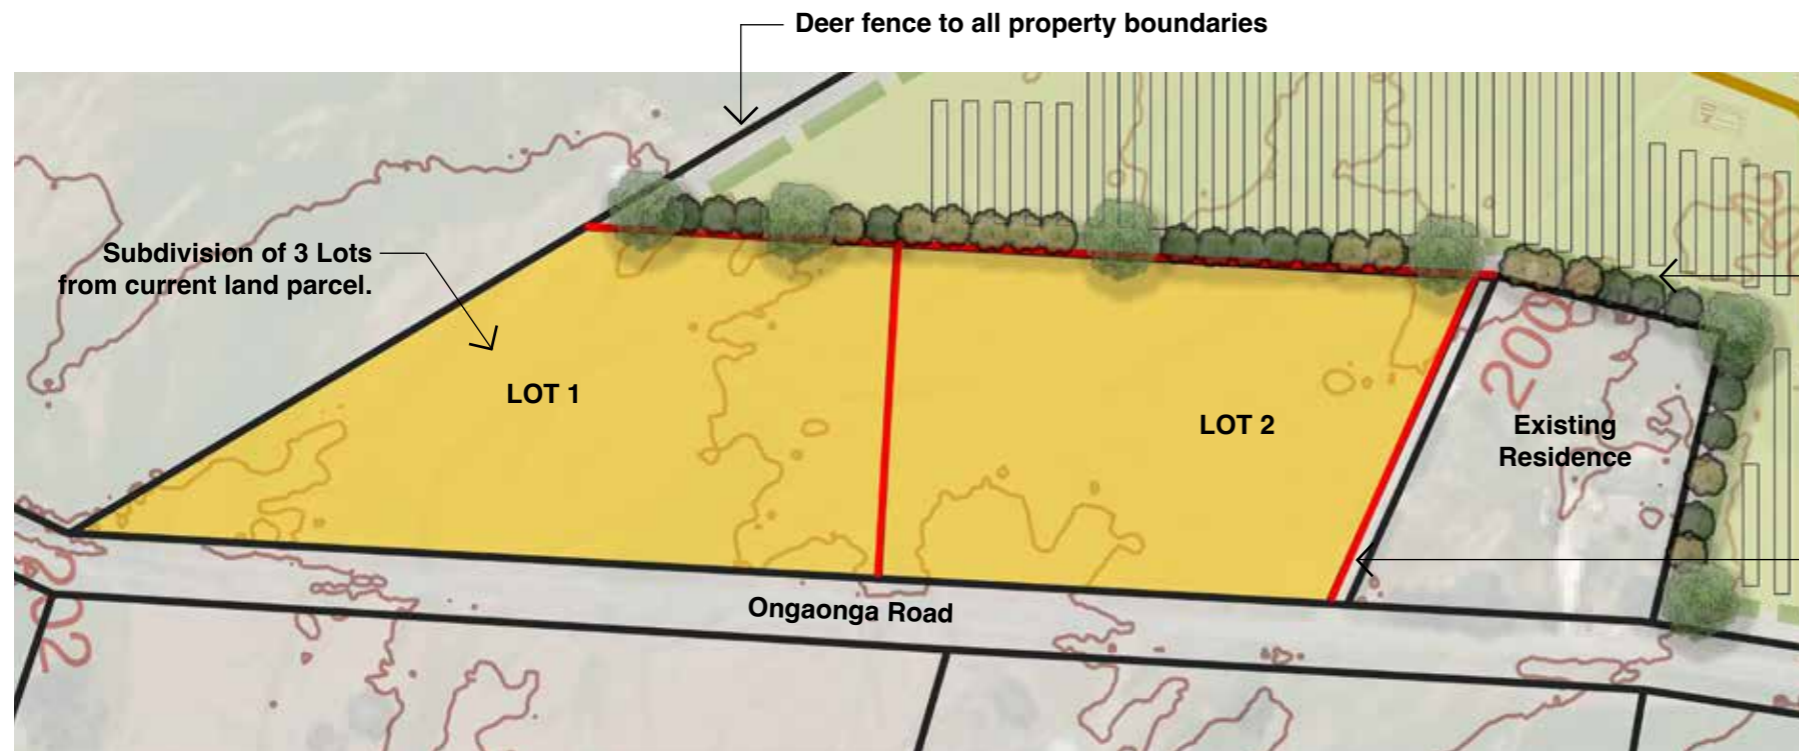 Deer fence to all property boundaries
Subdivision of 3 Lots
from current land parcel.
LOT 1
LOT 2
200
Existing
Residence
Ongaonga Road
202